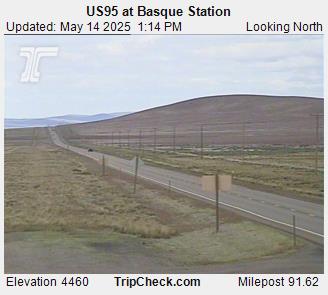 US95 at Basque Station
Updated: May 14 2025 1:14 PM Looking North
Elevation 4460 TripCheck.com Milepost 91.62